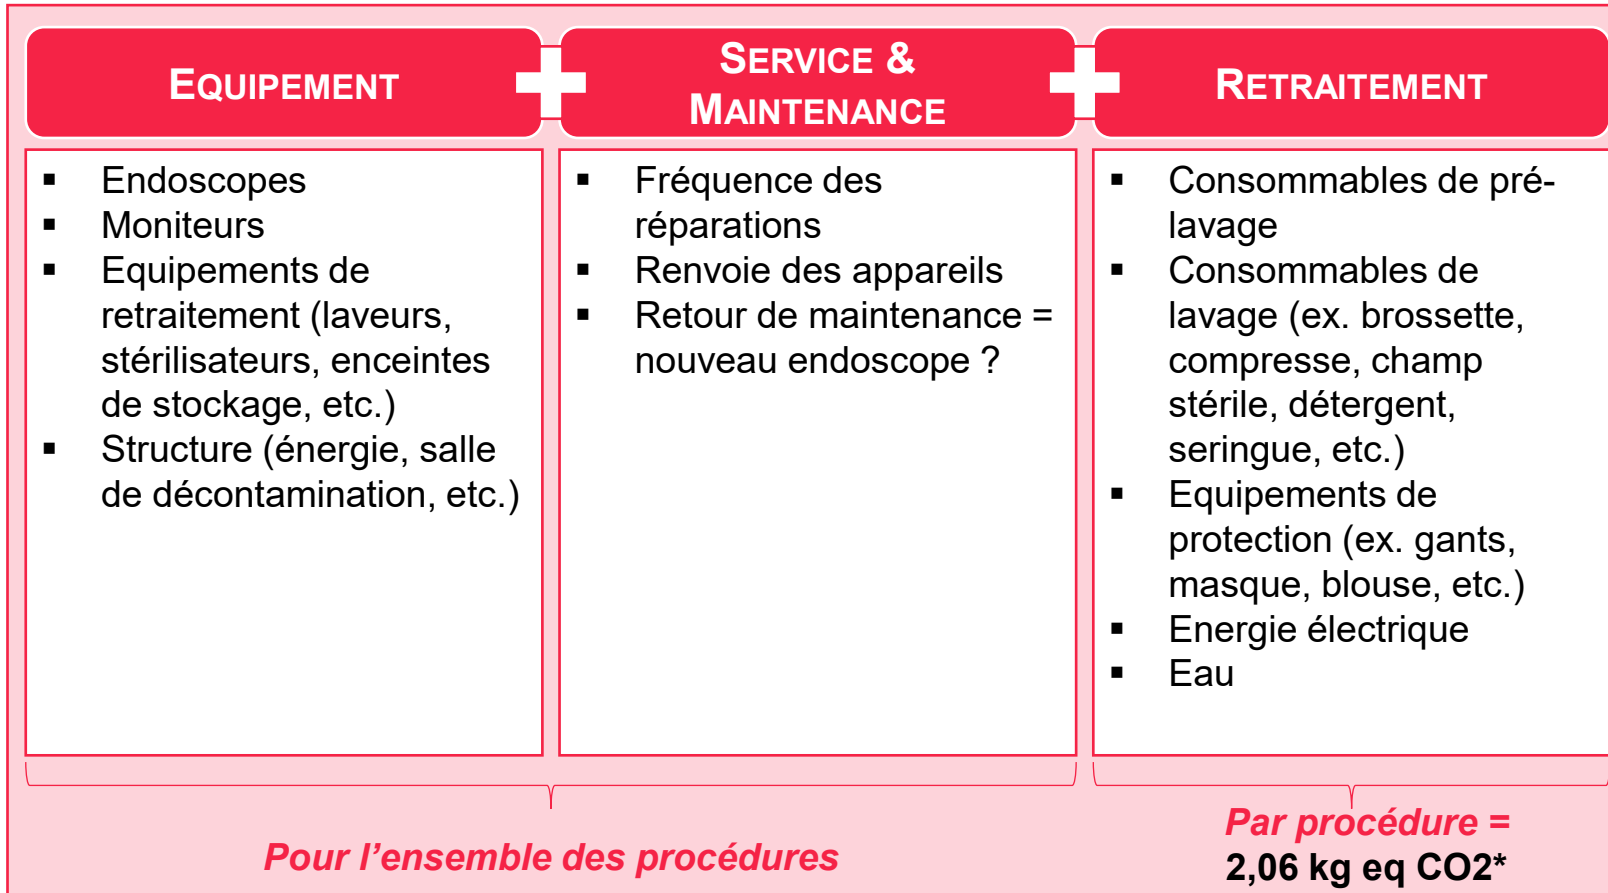 EQUIPEMENT
SERVICE &
MAINTENANCE
RETRAITEMENT
▪ Endoscopes
▪ Moniteurs
▪ Equipements de
retraitement (laveurs,
stérilisateurs, enceintes
de stockage, etc.)
▪ Structure (énergie, salle
de décontamination, etc.)
▪ Fréquence des
réparations
▪ Renvoie des appareils
▪ Retour de maintenance =
nouveau endoscope ?
▪ Consommables de pré-
lavage
▪ Consommables de
lavage (ex. brossette,
compresse, champ
stérile, détergent,
seringue, etc.)
▪ Equipements de
protection (ex. gants,
masque, blouse, etc.)
▪ Energie électrique
▪ Eau
Pour l’ensemble des procédures
Par procédure =
2,06 kg eq CO2*